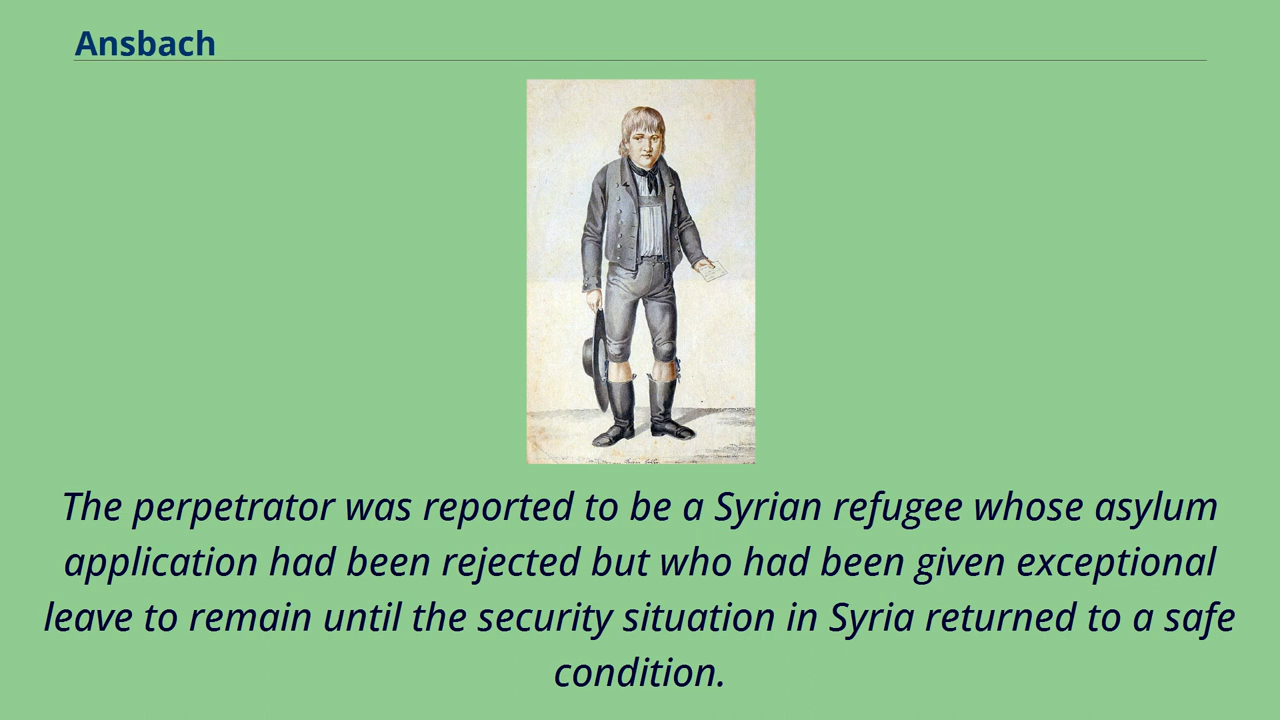 Ansbach
The perpetrator was reported to be a Syrian refugee whose asylum
application had been rejected but who had been given exceptional
leave to remain until the security situation in Syria returned to a safe
condition.